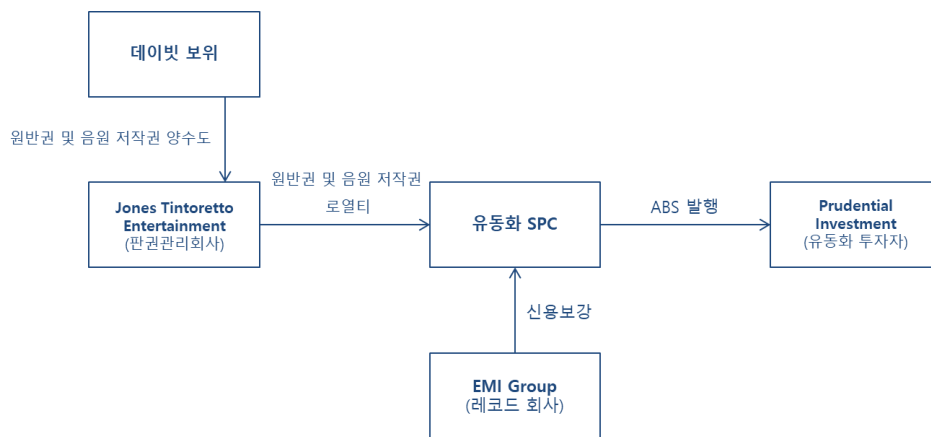 데이빗 보위
원반권 및 음원 저작권 양수도
Jones Tintoretto
Entertainment
(판권관리회사)
원반권 및 음원 저작권
로열티
유동화 SPC
ABS 발행
Prudential
Investment
(유동화 투자자)
신용보강
EMI Group
(레코드 회사)